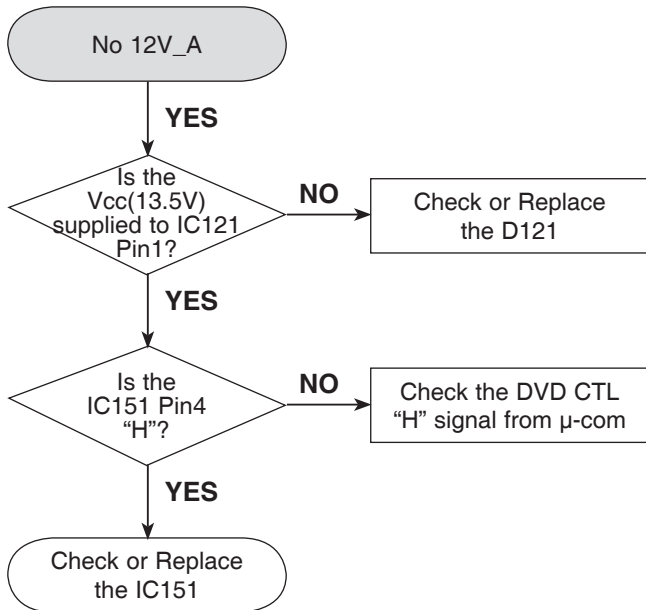 No 12V_A
YES
Is the
Vcc(13.5V)
supplied to IC121
Pin1?
NO
Check or Replace
the D121
YES
Is the
IC151 Pin4
“H”?
NO
Check the DVD CTL
“H” signal from µ-com
YES
Check or Replace
the IC151